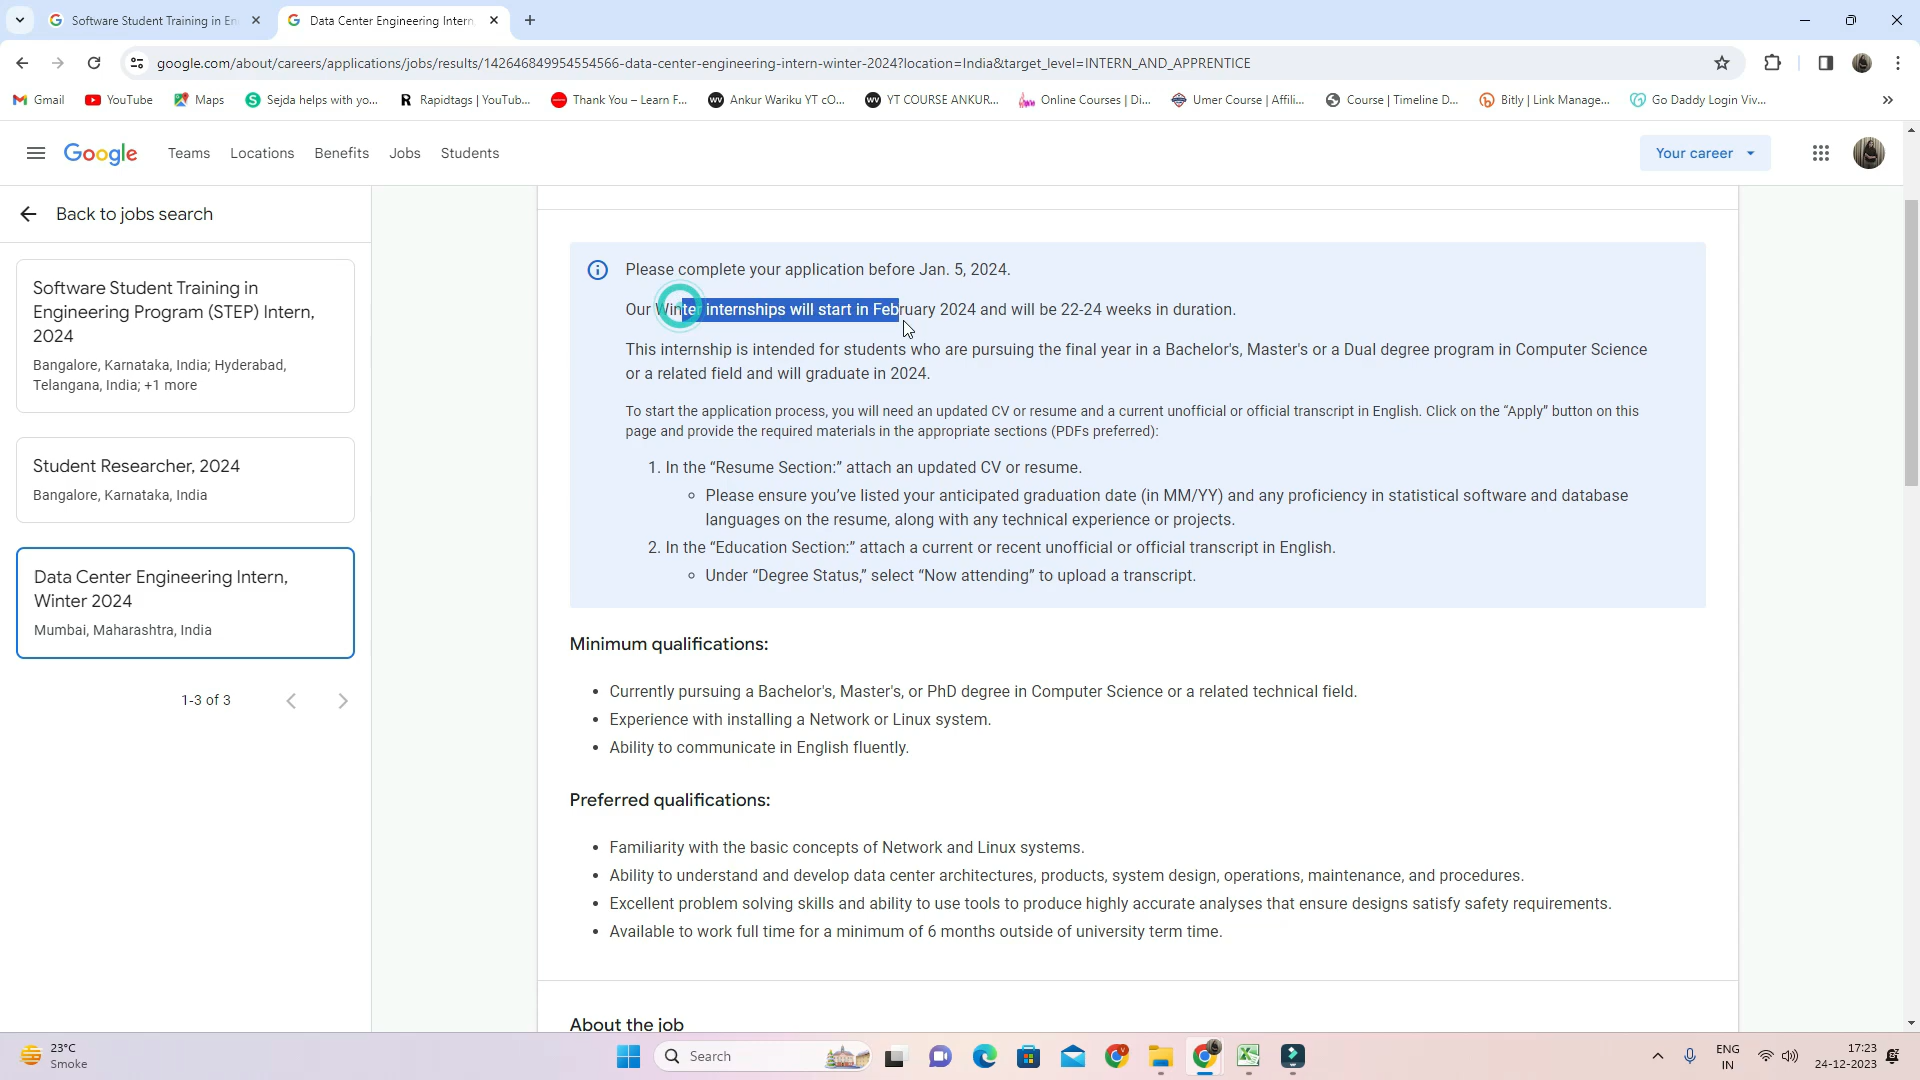 Software Student Training in En
Data Center Engineering Intern,
google.com/about/careers/applications/jobs/results/142646849954554566-data-center-engineering-intern-winter-2024?location=India&target_level=INTERN_AND_APPRENTICE
Gmail YouTube Maps Sejda helps with yo... Rapidtags | YouTub... Thank You – Learn F... Ankur Wariku YT cO... YT COURSE ANKUR... Online Courses | Di... Umer Course | Affili... Course | Timeline D... Bitly | Link Manage... Go Daddy Login Viv...
Google Teams Locations Benefits Jobs Students Your career
Back to jobs search
Software Student Training in
Engineering Program (STEP) Intern,
2024
Bangalore, Karnataka, India; Hyderabad,
Telangana, India; +1 more
Student Researcher, 2024
Bangalore, Karnataka, India
Data Center Engineering Intern,
Winter 2024
Mumbai, Maharashtra, India
1-3 of 3
Please complete your application before Jan. 5, 2024.
Our Winter internships will start in February 2024 and will be 22-24 weeks in duration.
This internship is intended for students who are pursuing the final year in a Bachelor's, Master's or a Dual degree program in Computer Science
or a related field and will graduate in 2024.
To start the application process, you will need an updated CV or resume and a current unofficial or official transcript in English. Click on the “Apply” button on this
page and provide the required materials in the appropriate sections (PDFs preferred):
1. In the “Resume Section:” attach an updated CV or resume.
Please ensure you’ve listed your anticipated graduation date (in MM/YY) and any proficiency in statistical software and database
languages on the resume, along with any technical experience or projects.
2. In the “Education Section:” attach a current or recent unofficial or official transcript in English.
Under “Degree Status,” select “Now attending” to upload a transcript.
Minimum qualifications:
• Currently pursuing a Bachelor's, Master's, or PhD degree in Computer Science or a related technical field.
• Experience with installing a Network or Linux system.
• Ability to communicate in English fluently.
Preferred qualifications:
• Familiarity with the basic concepts of Network and Linux systems.
• Ability to understand and develop data center architectures, products, system design, operations, maintenance, and procedures.
• Excellent problem solving skills and ability to use tools to produce highly accurate analyses that ensure designs satisfy safety requirements.
• Available to work full time for a minimum of 6 months outside of university term time.
About the job
23°C
Smoke
Search
ENG
IN
17:23
24-12-2023